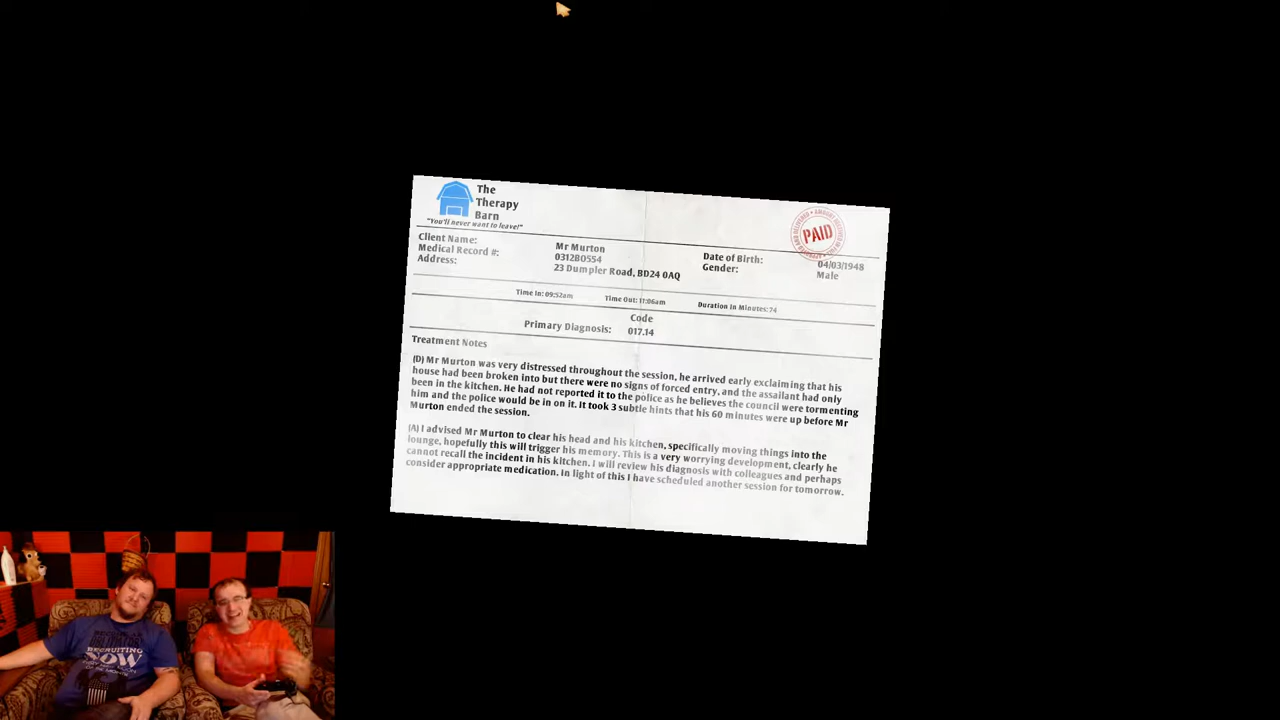 The
Therapy
Barn
"You'll never want to leave!"
PAID
Client Name: Mr Murton Date of Birth: 04/03/1948
Medical Record #: 0312B0554 Gender: Male
Address: 23 Dumpler Road, BD24 0AQ
Time In: 09:52am Time Out: 11:06am Duration in Minutes: 74
Code
Primary Diagnosis: 017.14
Treatment Notes
(D) Mr Murton was very distressed throughout the session, he arrived early exclaiming that his
house had been broken into but there were no signs of forced entry, and the assailant had only
been in the kitchen. He had not reported it to the police as he believes the council were tormenting
him and the police would be in on it. It took 3 subtle hints that his 60 minutes were up before Mr
Murton ended the session.
(A) I advised Mr Murton to clear his head and his kitchen, specifically moving things into the
lounge, hopefully this will trigger his memory. This is a very worrying development, clearly he
cannot recall the incident in his kitchen. I will review his diagnosis with colleagues and perhaps
consider appropriate medication. In light of this I have scheduled another session for tomorrow.
RECRUITING
NOW